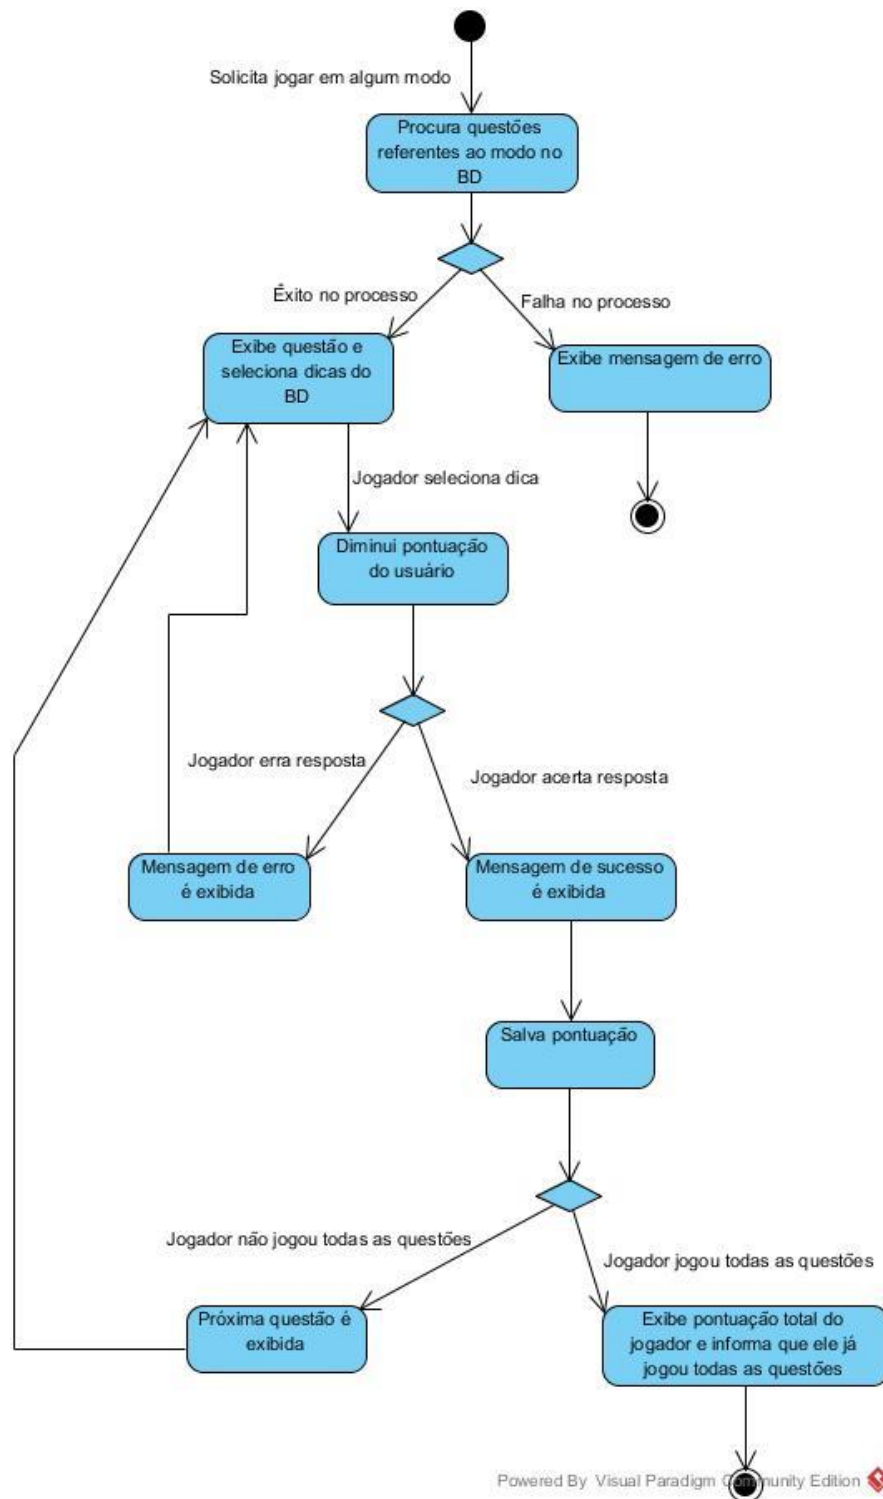 Solicita jogar em algum modo
Procura questões
referentes ao modo no
BD
Êxito no processo
Falha no processo
Exibe questão e
seleciona dicas do
BD
Exibe mensagem de erro
Jogador seleciona dica
Diminui pontuação
do usuário
Jogador erra resposta
Jogador acerta resposta
Mensagem de erro
é exibida
Mensagem de sucesso
é exibida
Salva pontuação
Jogador não jogou todas as questões
Jogador jogou todas as questões
Próxima questão é
exibida
Exibe pontuação total do
jogador e informa que ele já
jogou todas as questões
Powered By Visual Paradigm Community Edition